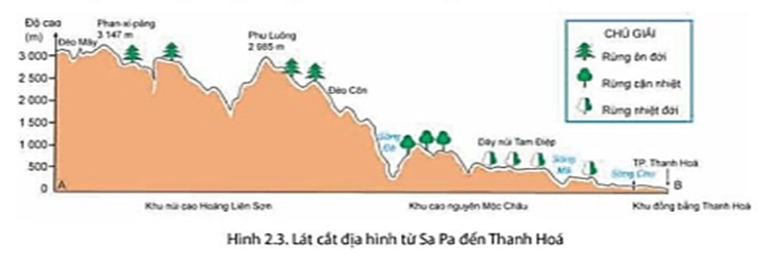 Độ cao
(m)
Đèo Mây
Phan-xi-păng
3 147 m
Phu Luông
2 985 m
Đèo Côn
CHÚ GIẢI
Rừng ôn đới
Rừng cận nhiệt
Rừng nhiệt đới
3 000
2 500
2 000
1 500
1 000
500
0
Sông
Đà
Dãy núi Tam Điệp
Sông
Mã
Sông Chu
TP. Thanh Hoá
A
B
Khu núi cao Hoàng Liên Sơn
Khu cao nguyên Mộc Châu
Khu đồng bằng Thanh Hoá
Hình 2.3. Lát cắt địa hình từ Sa Pa đến Thanh Hoá